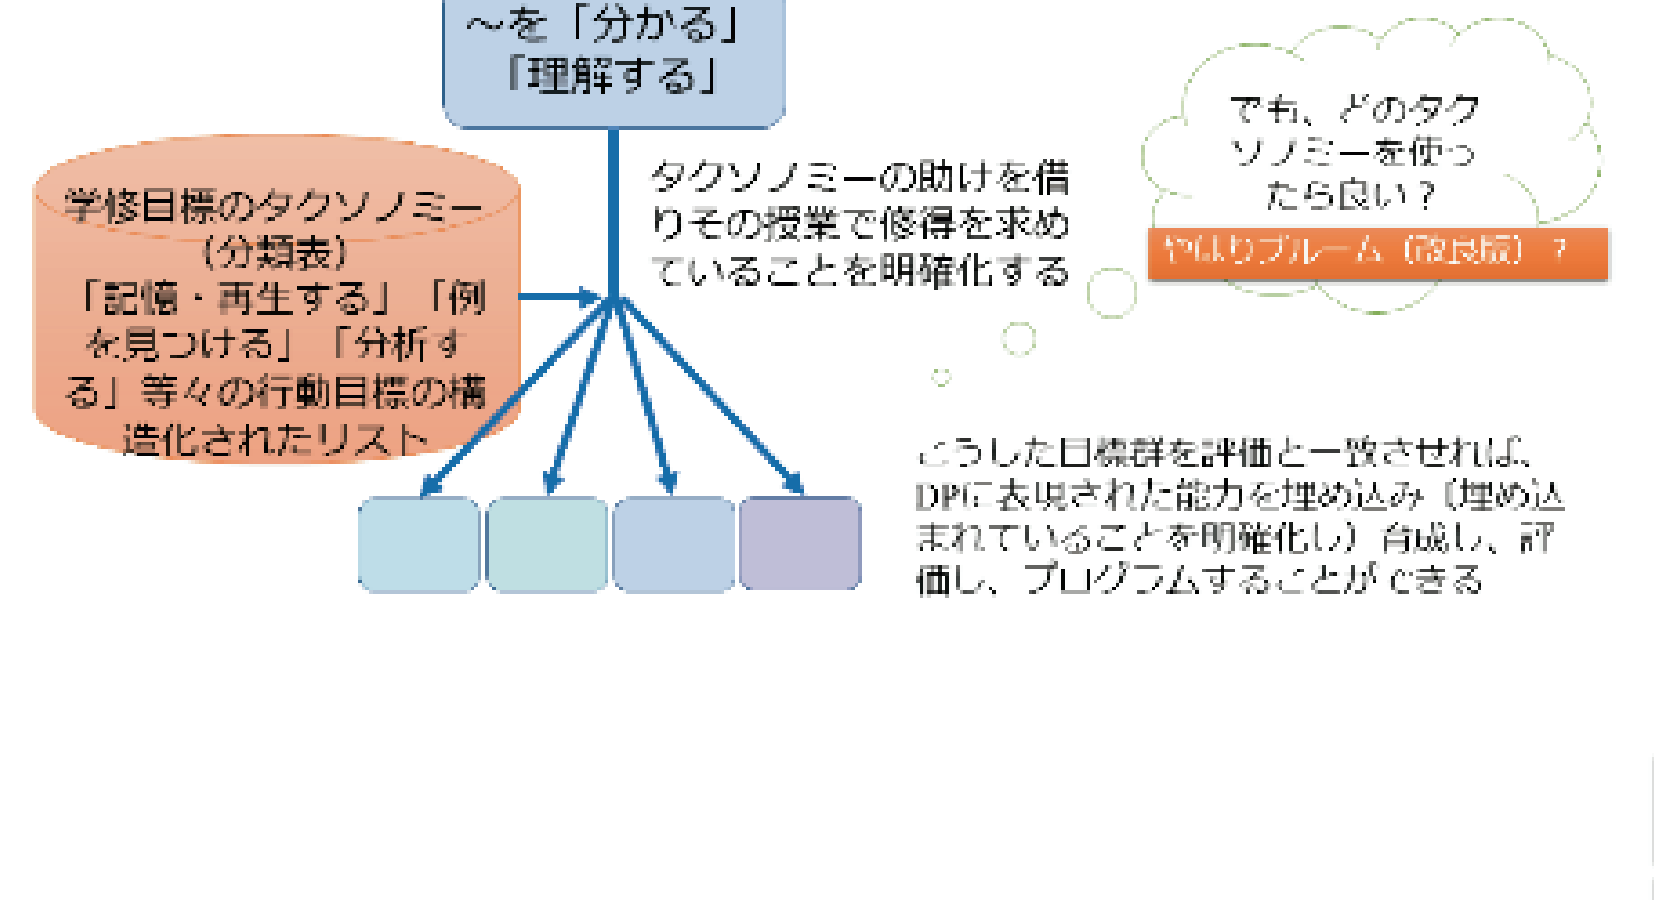 ～を「分かる」
「理解する」
学修目標のタクソノミー
（分類表）
「記憶・再生する」「例
を見つける」「分析す
る」等々の行動目標の構
造化されたリスト
タクソノミーの助けを借
りその授業で修得を求め
ていることを明確化する
でも、どのタク
ソノミーを使っ
たら良い？
やはりブルーム（改良版）？
こうした目標群を評価と一致させれば、
DPに表現された能力を埋め込み（埋め込
まれていることを明確化し）育成し、評
価し、プログラムすることができる